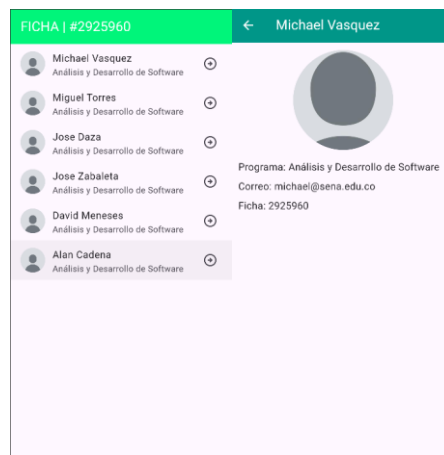 FICHA | #2925960
Michael Vasquez
Análisis y Desarrollo de Software
Miguel Torres
Análisis y Desarrollo de Software
Jose Daza
Análisis y Desarrollo de Software
Jose Zabaleta
Análisis y Desarrollo de Software
David Meneses
Análisis y Desarrollo de Software
Alan Cadena
Análisis y Desarrollo de Software
Michael Vasquez
Programa: Análisis y Desarrollo de Software
Correo: michael@sena.edu.co
Ficha: 2925960